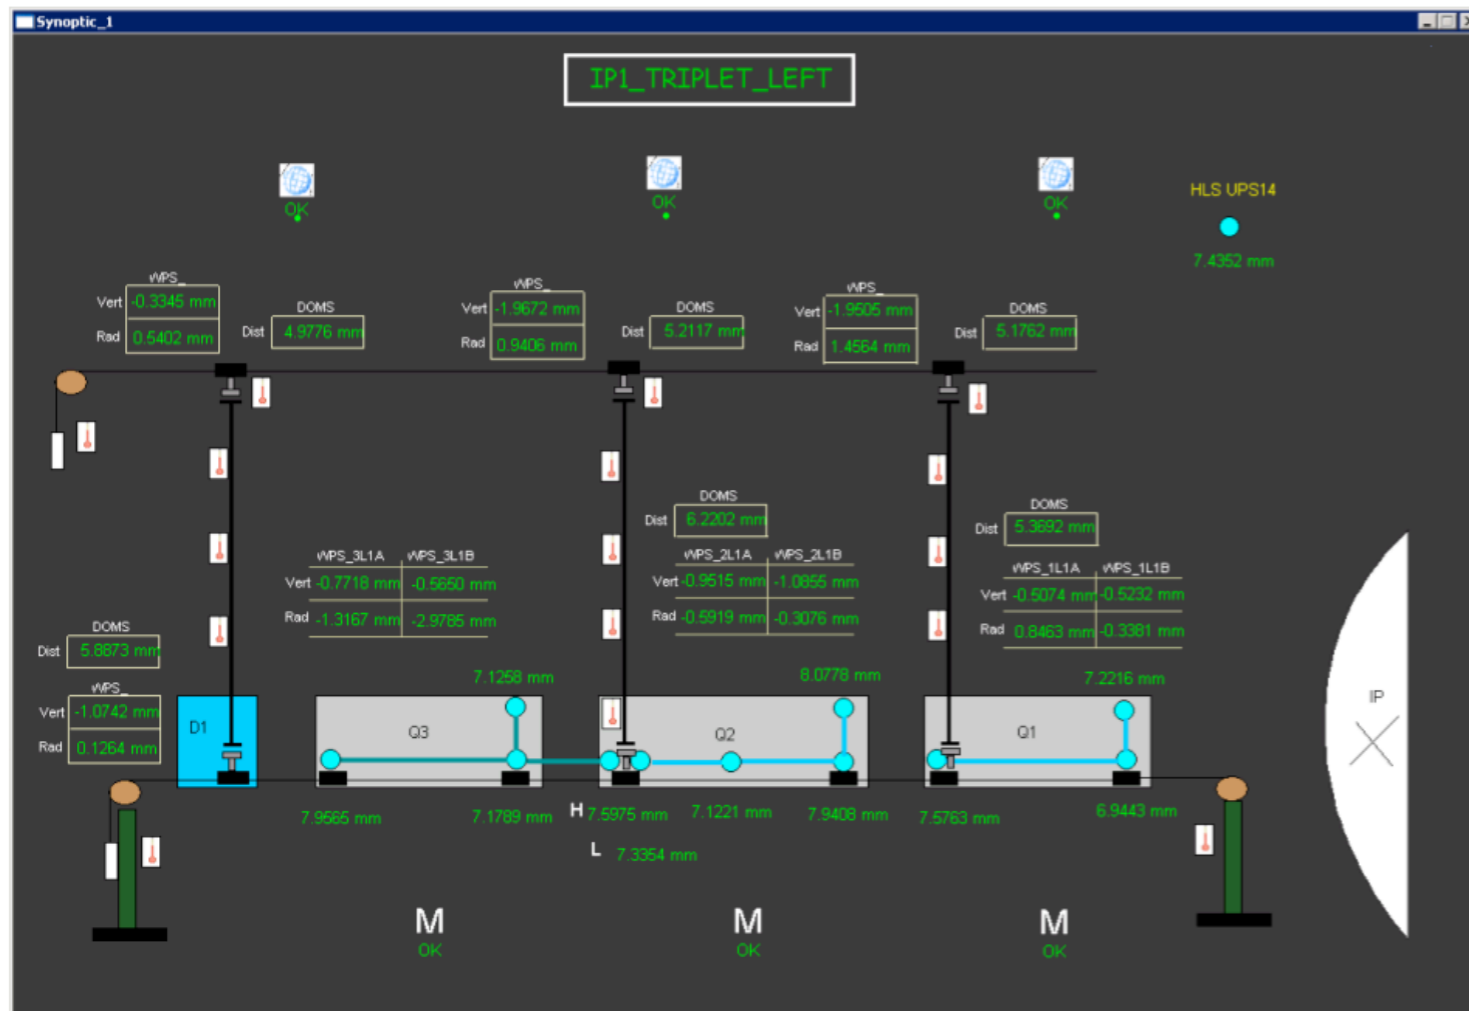 Synoptic_1
IP1_TRIPLET_LEFT
OK
OK
OK
HLS UPS14
7.4352 mm
WPS_
Vert -0.3345 mm
Rad 0.5402 mm
DOMS
Dist 4.9776 mm
WPS_
Vert -1.9672 mm
Rad 0.9406 mm
DOMS
Dist 5.2117 mm
WPS_
Vert -1.9505 mm
Rad 1.4564 mm
DOMS
Dist 5.1762 mm
DOMS
Dist 6.2202 mm
DOMS
Dist 5.3692 mm
WPS_3L1A WPS_3L1B
Vert -0.7718 mm -0.5650 mm
Rad -1.3167 mm -2.9785 mm
WPS_2L1A WPS_2L1B
Vert -0.9515 mm -1.0855 mm
Rad -0.5919 mm -0.3076 mm
WPS_1L1A WPS_1L1B
Vert -0.5074 mm -0.5232 mm
Rad 0.8463 mm -0.3381 mm
DOMS
Dist 5.8873 mm
WPS_
Vert -1.0742 mm
Rad 0.1264 mm
7.1258 mm 8.0778 mm 7.2216 mm
D1 Q3 Q2 Q1 IP
7.9565 mm 7.1789 mm H 7.5975 mm 7.1221 mm 7.9408 mm 7.5763 mm 6.9443 mm
L 7.3354 mm
M M M
OK OK OK